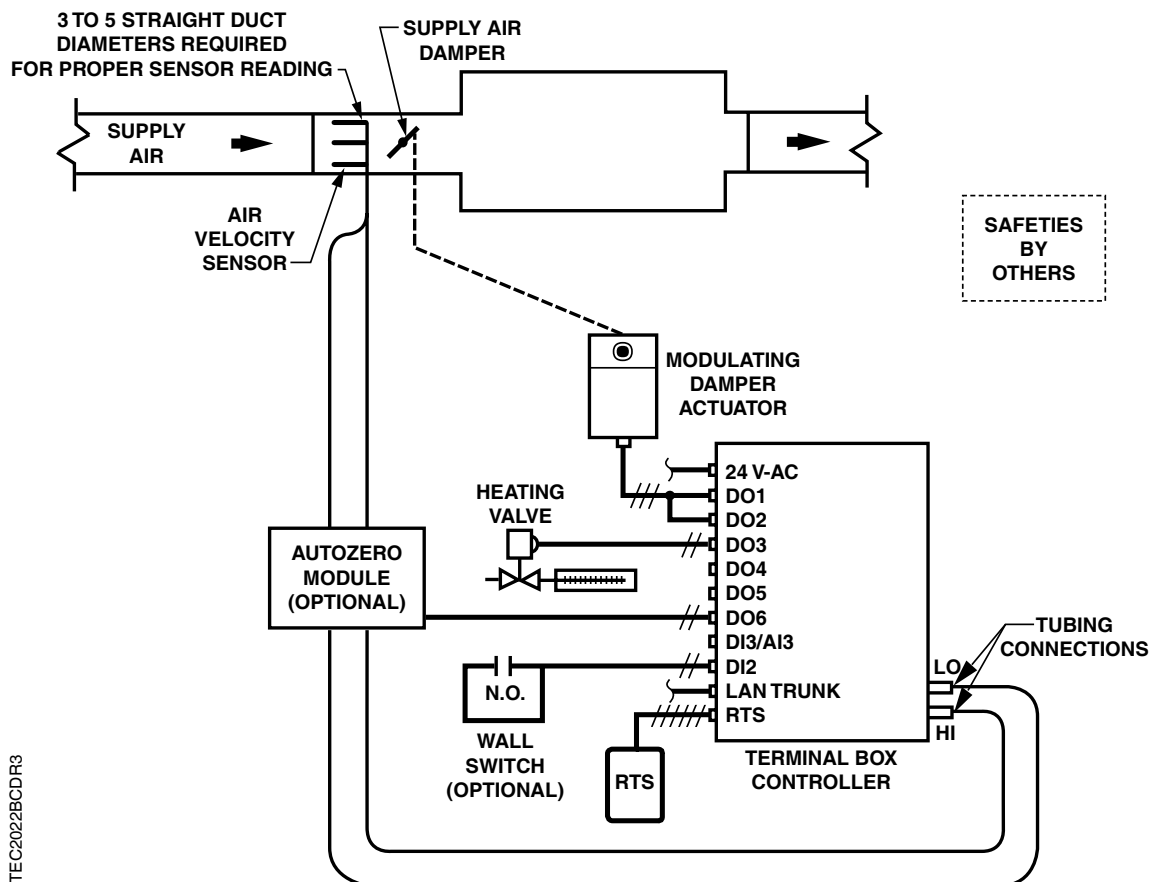 3 TO 5 STRAIGHT DUCT
DIAMETERS REQUIRED
FOR PROPER SENSOR READING
SUPPLY AIR
DAMPER
SUPPLY
AIR
AIR
VELOCITY
SENSOR
SAFETIES
BY
OTHERS
MODULATING
DAMPER
ACTUATOR
HEATING
VALVE
24 V-AC
DO1
DO2
DO3
DO4
DO5
DO6
DI3/AI3
DI2
LAN TRUNK
RTS
AUTOZERO
MODULE
(OPTIONAL)
N.O.
WALL
SWITCH
(OPTIONAL)
RTS
TERMINAL BOX
CONTROLLER
LO
HI
TUBING
CONNECTIONS
TEC2022BCDR3